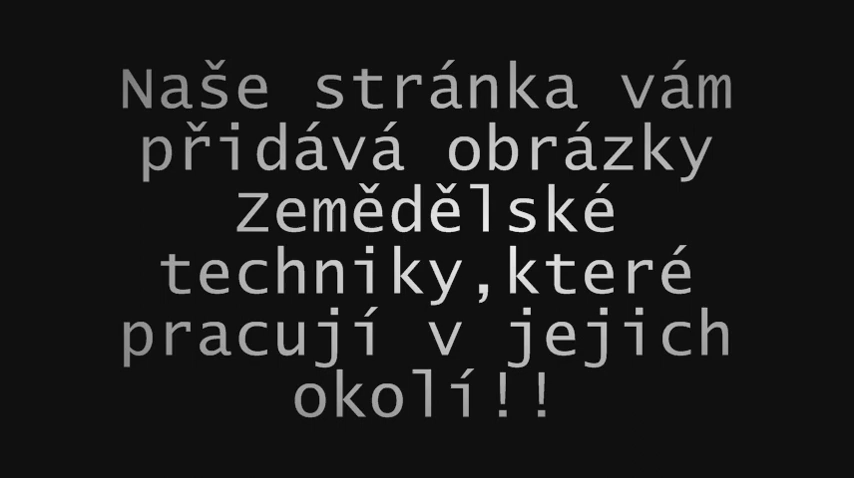 Naše stránka vám
přidává obrázky
Zemědělské
techniky,které
pracují v jejich
okolí!!